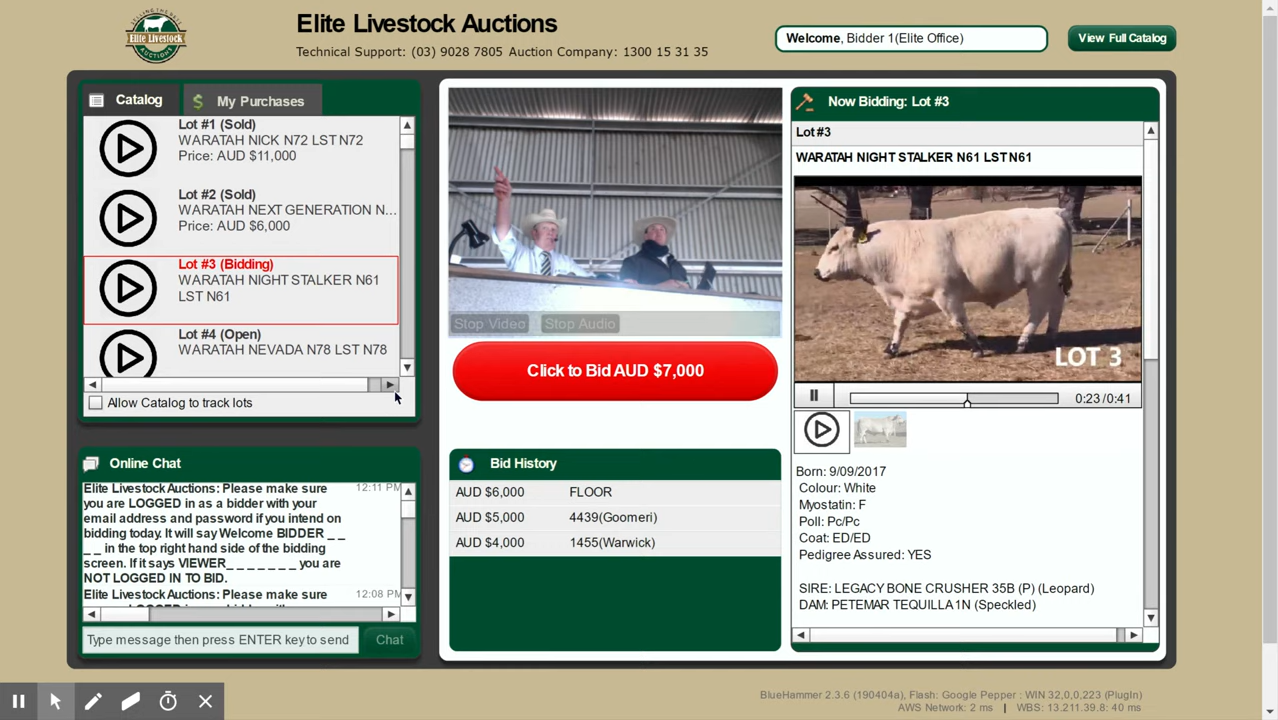 Elite Livestock Auctions
Technical Support: (03) 9028 7805 Auction Company: 1300 15 31 35
Welcome, Bidder 1(Elite Office)
View Full Catalog
Elite Livestock
AUCTIONS
Catalog
My Purchases
Lot #1 (Sold)
WARATAH NICK N72 LST N72
Price: AUD $11,000
Lot #2 (Sold)
WARATAH NEXT GENERATION N...
Price: AUD $6,000
Lot #3 (Bidding)
WARATAH NIGHT STALKER N61
LST N61
Lot #4 (Open)
WARATAH NEVADA N78 LST N78
Allow Catalog to track lots
Online Chat
Elite Livestock Auctions: Please make sure 12:11 PM
you are LOGGED in as a bidder with your
email address and password if you intend on
bidding today. It will say Welcome BIDDER _ _
_ _ in the top right hand side of the bidding
screen. If it says VIEWER_ _ _ _ _ _ _ you are
NOT LOGGED IN TO BID.
Elite Livestock Auctions: Please make sure 12:08 PM
Type message then press ENTER key to send
Chat
Stop Video
Stop Audio
Click to Bid AUD $7,000
Bid History
AUD $6,000 FLOOR
AUD $5,000 4439(Goomeri)
AUD $4,000 1455(Warwick)
Now Bidding: Lot #3
Lot #3
WARATAH NIGHT STALKER N61 LST N61
LOT 3
0:23 / 0:41
Born: 9/09/2017
Colour: White
Myostatin: F
Poll: Pc/Pc
Coat: ED/ED
Pedigree Assured: YES
SIRE: LEGACY BONE CRUSHER 35B (P) (Leopard)
DAM: PETEMAR TEQUILLA 1N (Speckled)
BlueHammer 2.3.6 (190404a), Flash: Google Pepper : WIN 32,0,0,223 (PlugIn)
AWS Network: 2 ms | WBS: 13.211.39.8: 40 ms